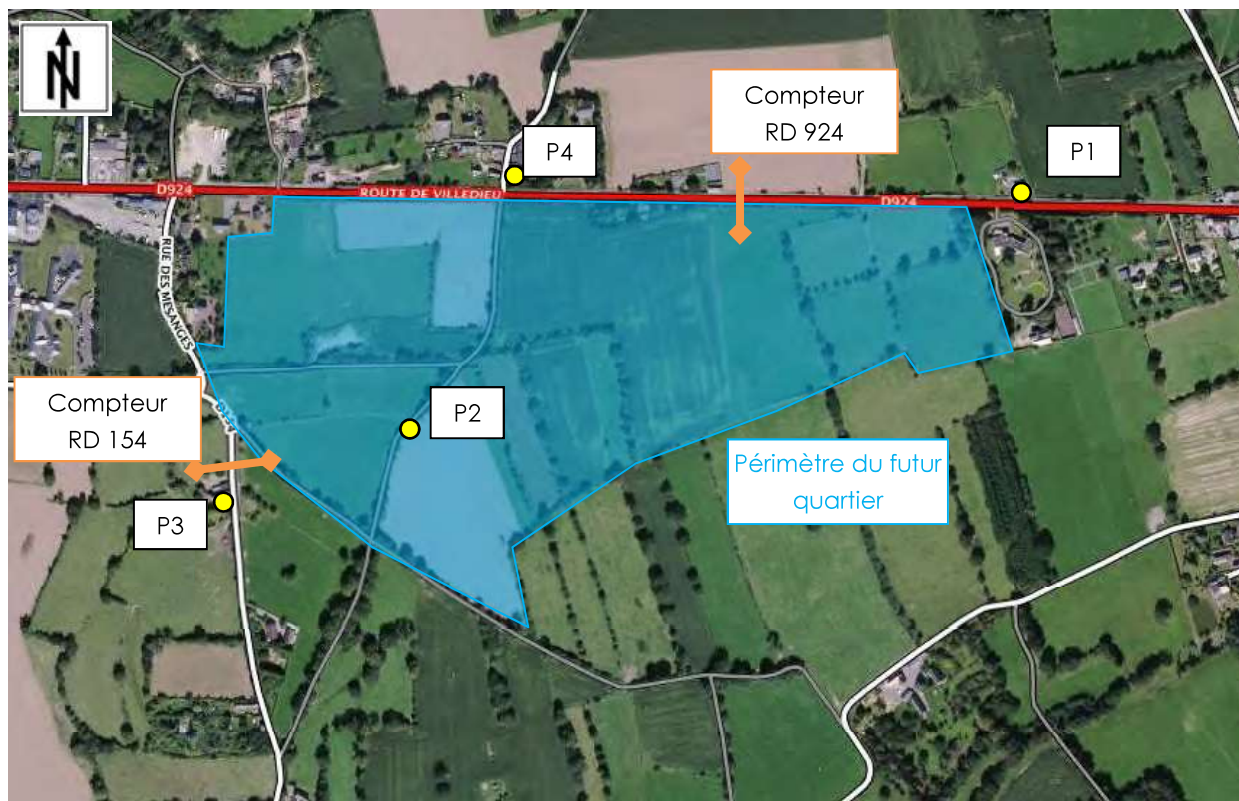 N
Compteur
RD 924
P4
P1
D924
ROUTE DE VILLEDIEU
D924
RUE DES MÉSANGES
Compteur
RD 154
P2
Périmètre du futur
quartier
P3